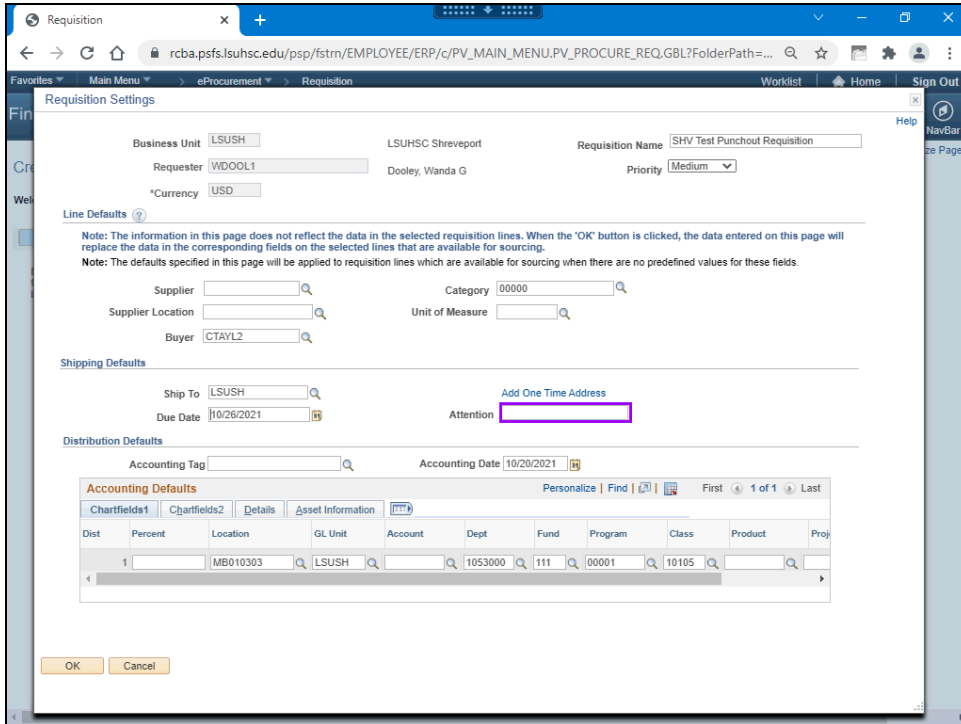 Requisition
rcba.psfs.lsuhsc.edu/psp/fstrn/EMPLOYEE/ERP/c/PV_MAIN_MENU.PV_PROCURE_REQ.GBL?FolderPath=...
Favorites Main Menu > eProcurement > Requisition Worklist Home Sign Out
Requisition Settings
Fin
NavBar
Help
ze Page
Cre
Wel
Business Unit LSUSH LSUHSC Shreveport Requisition Name SHV Test Punchout Requisition
Requester WDOOL1 Dooley, Wanda G Priority Medium
*Currency USD
Line Defaults ?
Note: The information in this page does not reflect the data in the selected requisition lines. When the 'OK' button is clicked, the data entered on this page will
replace the data in the corresponding fields on the selected lines that are available for sourcing.
Note: The defaults specified in this page will be applied to requisition lines which are available for sourcing when there are no predefined values for these fields.
Supplier Category 00000
Supplier Location Unit of Measure
Buyer CTAYL2
Shipping Defaults
Ship To LSUSH Add One Time Address
Due Date 10/26/2021 Attention
Distribution Defaults
Accounting Tag Accounting Date 10/20/2021
Accounting Defaults Personalize | Find | | First 1 of 1 Last
Chartfields1 Chartfields2 Details Asset Information
Dist Percent Location GL Unit Account Dept Fund Program Class Product Proj
1 MB010303 LSUSH 1053000 111 00001 10105
OK Cancel